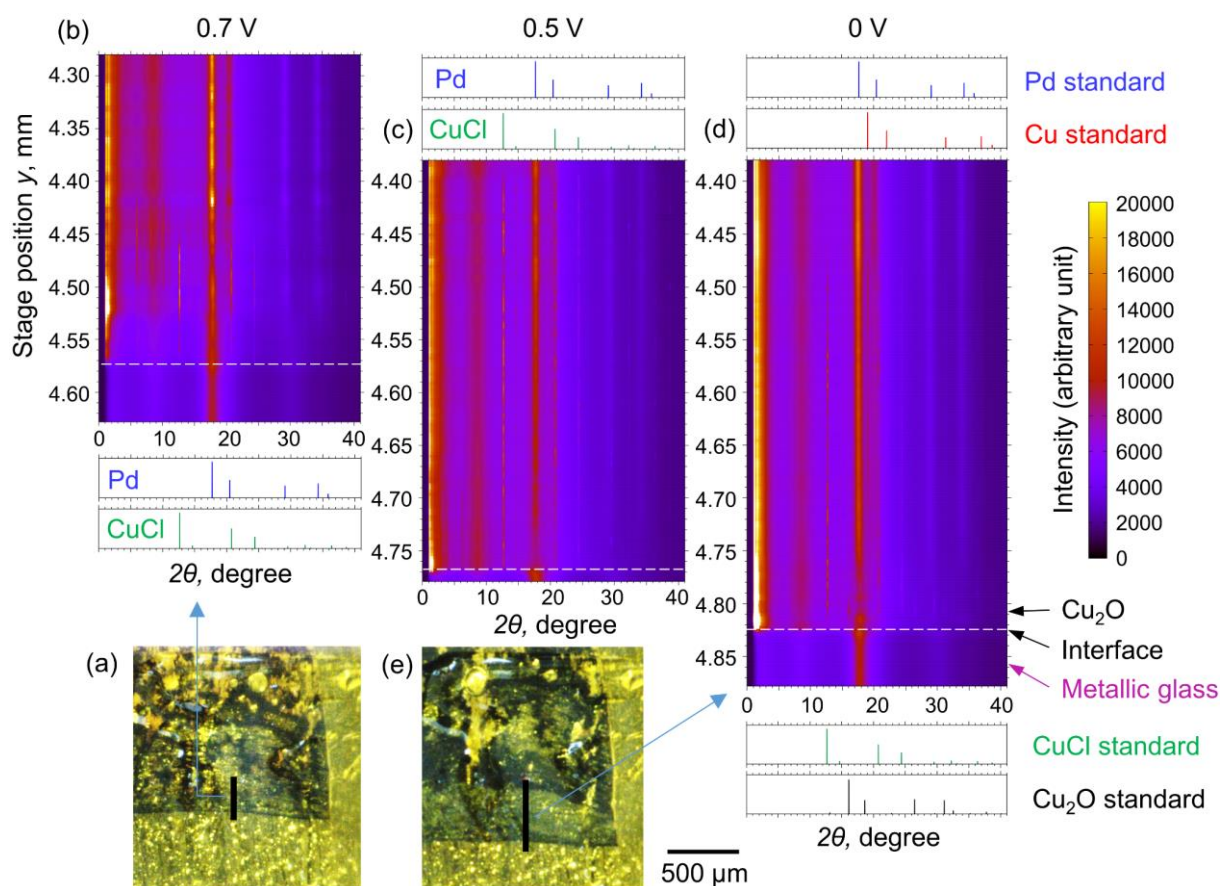 (b) 0.7 V
0.5 V
0 V
Stage position y, mm
4.30
4.35
4.40
4.45
4.50
4.55
4.60
0 10 20 30 40
Pd
CuCl
2θ, degree
Pd
CuCl
(c)
4.40
4.45
4.50
4.55
4.60
4.65
4.70
4.75
0 10 20 30 40
2θ, degree
Pd standard
Cu standard
(d)
4.40
4.45
4.50
4.55
4.60
4.65
4.70
4.75
4.80
4.85
0 10 20 30 40
Intensity (arbitrary unit)
20000
18000
16000
14000
12000
10000
8000
6000
4000
2000
0
Cu₂O
Interface
Metallic glass
CuCl standard
Cu₂O standard
2θ, degree
(a)
(e)
500 µm